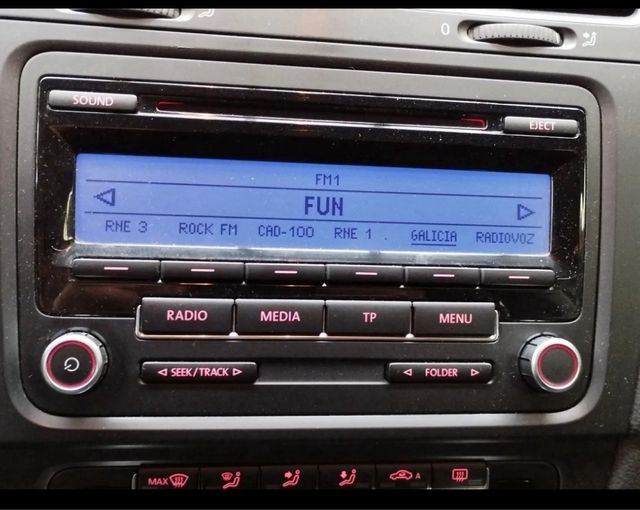 0
SOUND
EJECT
FM1
FUN
RNE 3 ROCK FM CAD-100 RNE 1 GALICIA RADIOVOZ
RADIO MEDIA TP MENU
SEEK/TRACK FOLDER
MAX A